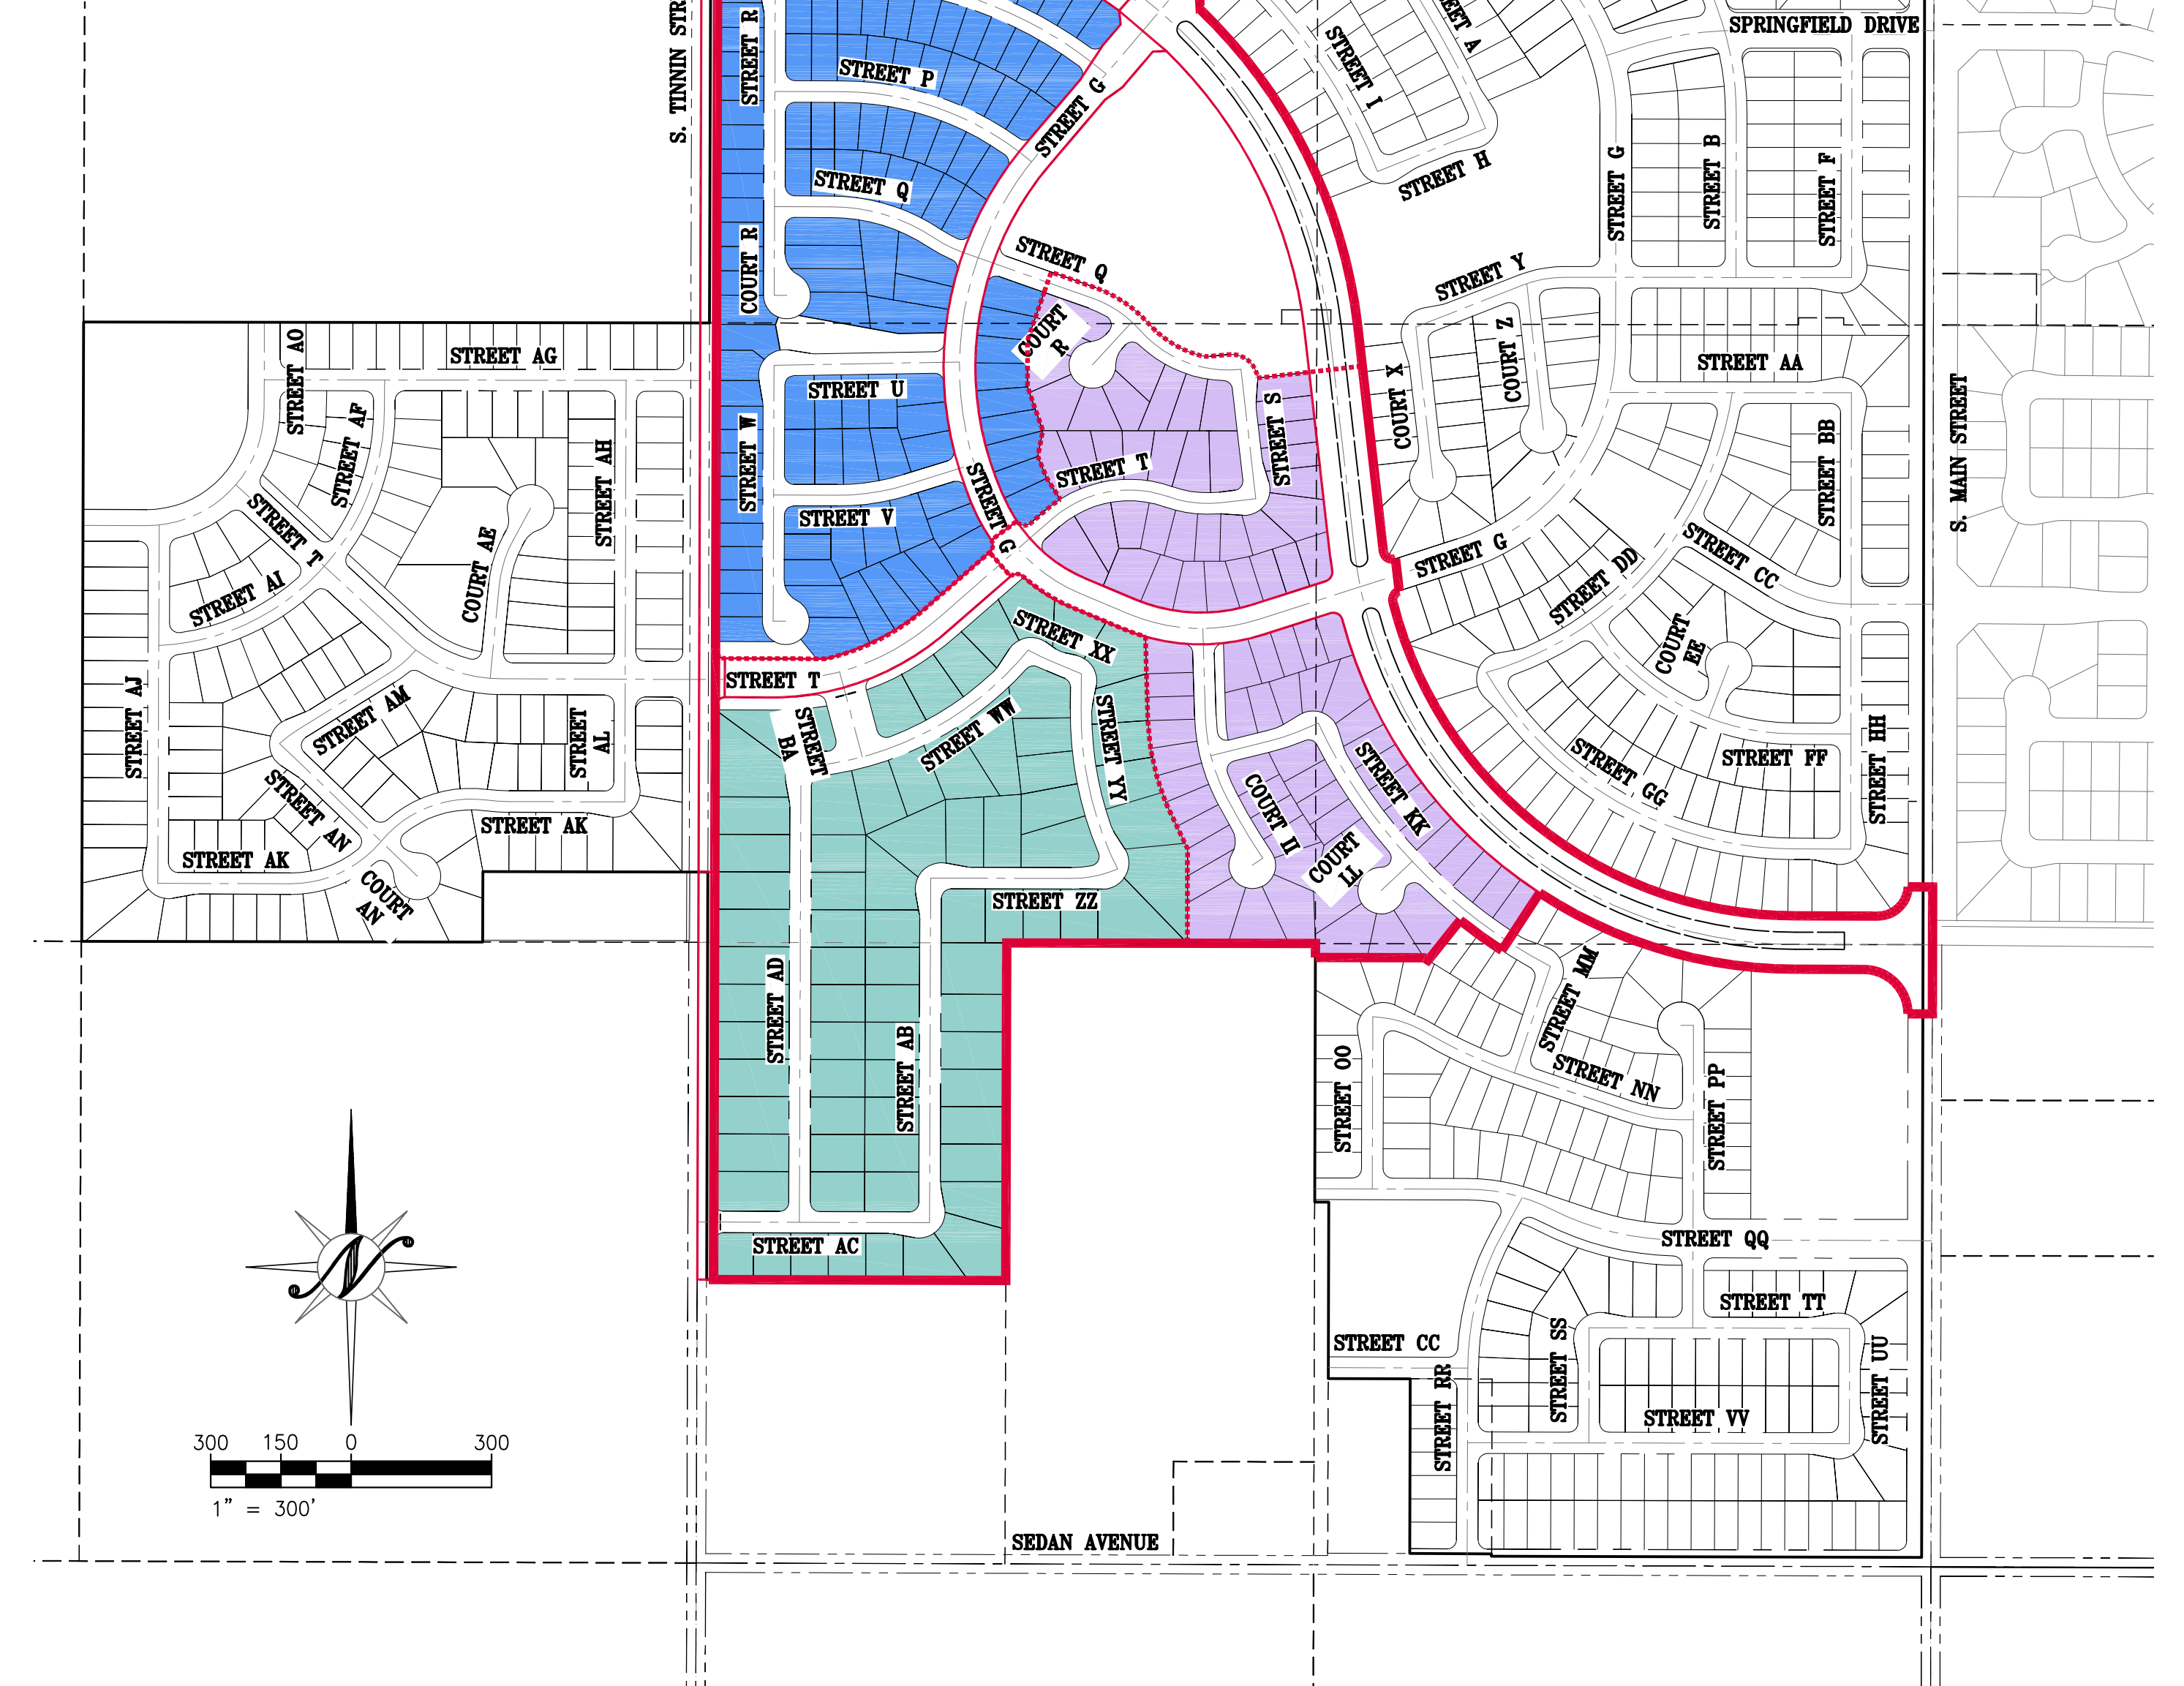 S. TINNIN STR
STREET R
STREET P
STREET G
STREET I
EET A
SPRINGFIELD DRIVE
STREET Q
STREET H
STREET G
STREET B
STREET F
COURT R
STREET Q
STREET Y
COURT
R
STREET AO
STREET AG
STREET U
COURT X
COURT Z
STREET AA
STREET AF
STREET AH
STREET W
STREET S
STREET T
STREET BB
S. MAIN STREET
STREET T
STREET V
STREET G
STREET G
STREET CC
STREET DD
STREET AI
COURT AE
STREET XX
COURT
EE
STREET T
STREET AJ
STREET AM
STREET
AL
STREET
BA
STREET WW
STREET YY
STREET KK
STREET GG
STREET FF
STREET HH
STREET AN
STREET AK
STREET AK
COURT
AN
COURT II
COURT
LL
STREET ZZ
STREET AD
STREET AB
STREET MM
STREET OO
STREET NN
STREET PP
STREET AC
STREET QQ
STREET TT
STREET CC
STREET SS
STREET UU
STREET RR
STREET VV
N
300 150 0 300
1" = 300'
SEDAN AVENUE